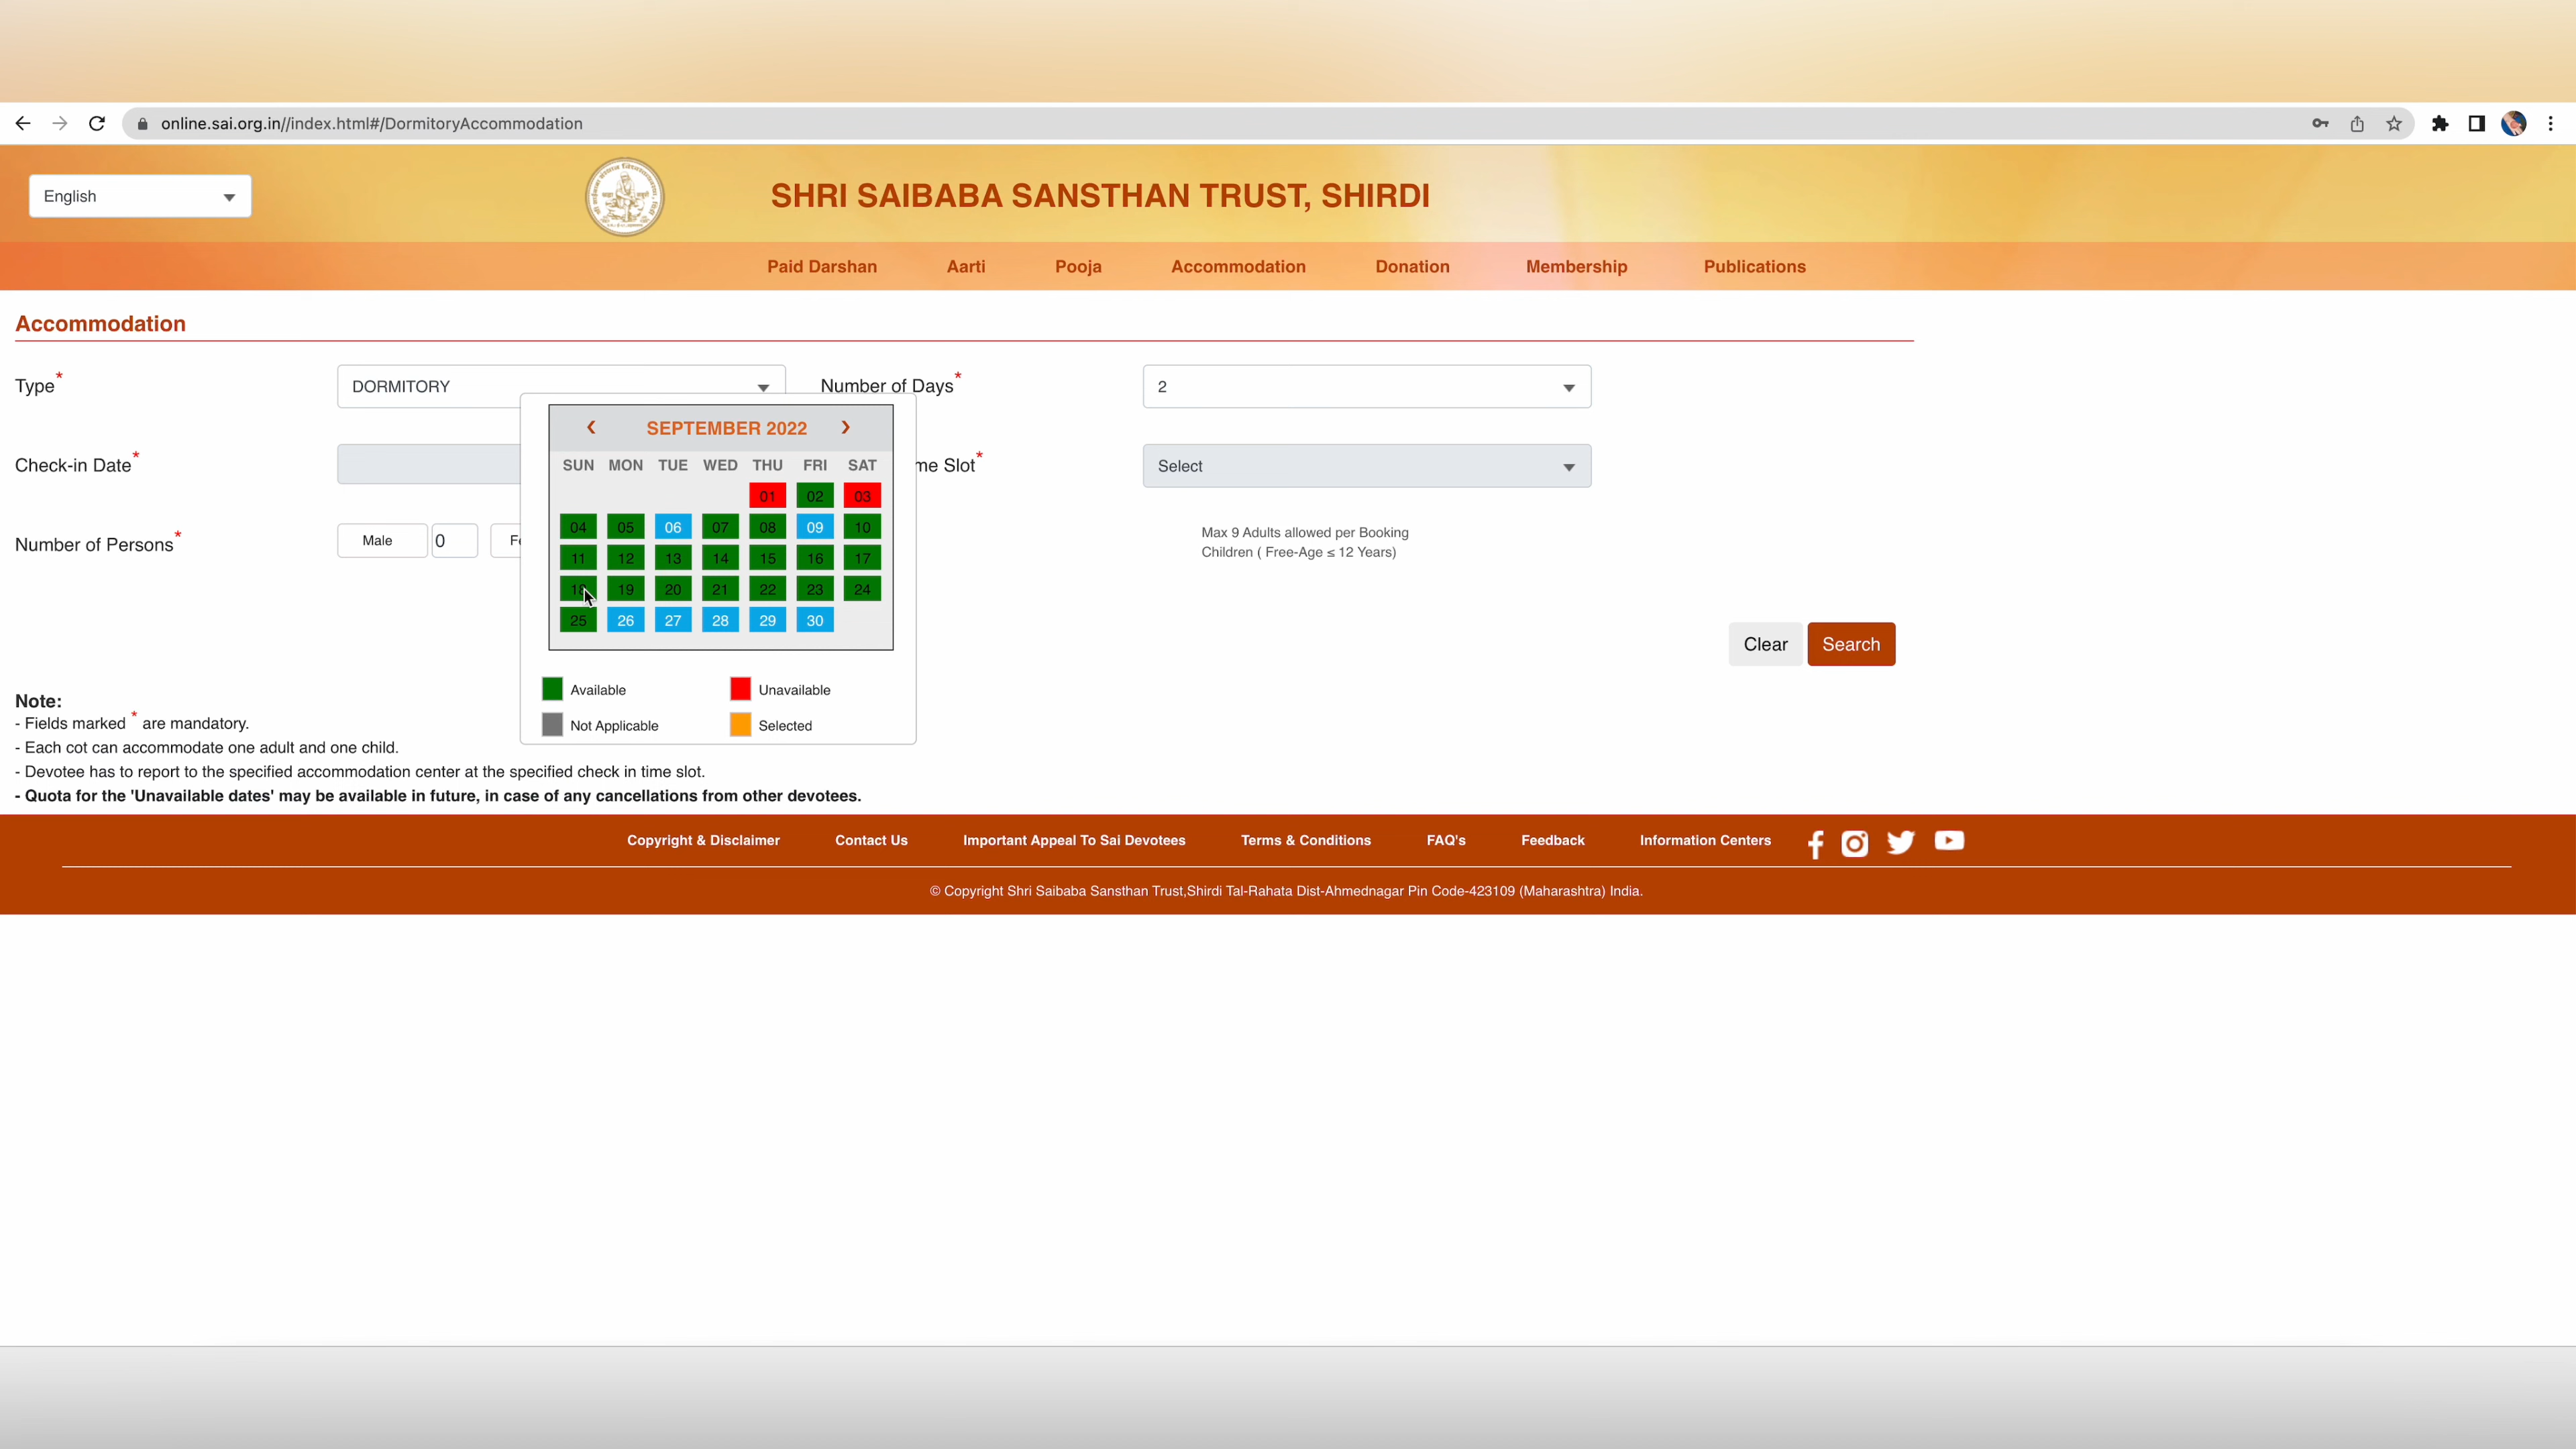 online.sai.org.in//index.html#/DormitoryAccommodation
English
SHRI SAIBABA SANSTHAN TRUST, SHIRDI
Paid Darshan Aarti Pooja Accommodation Donation Membership Publications
Accommodation
Type* DORMITORY Number of Days* 2
SEPTEMBER 2022
Check-in Date* me Slot* Select
SUN MON TUE WED THU FRI SAT
01 02 03
04 05 06 07 08 09 10
11 12 13 14 15 16 17
18 19 20 21 22 23 24
25 26 27 28 29 30
Number of Persons* Male 0 Fe
Max 9 Adults allowed per Booking
Children ( Free-Age ≤ 12 Years)
Clear Search
Available Unavailable
Not Applicable Selected
Note:
- Fields marked * are mandatory.
- Each cot can accommodate one adult and one child.
- Devotee has to report to the specified accommodation center at the specified check in time slot.
- Quota for the 'Unavailable dates' may be available in future, in case of any cancellations from other devotees.
Copyright & Disclaimer Contact Us Important Appeal To Sai Devotees Terms & Conditions FAQ's Feedback Information Centers
© Copyright Shri Saibaba Sansthan Trust,Shirdi Tal-Rahata Dist-Ahmednagar Pin Code-423109 (Maharashtra) India.